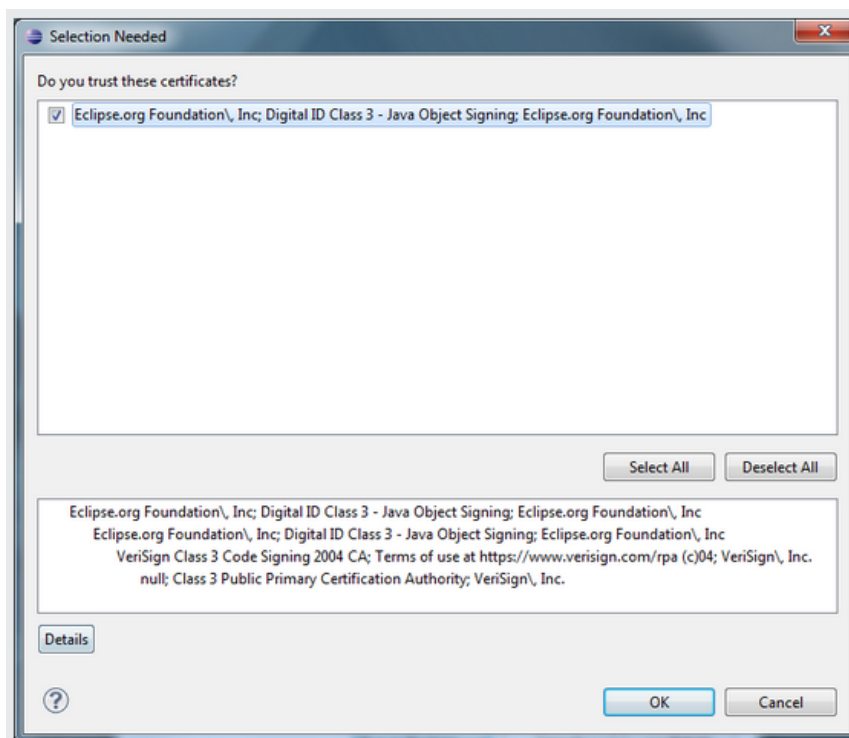 Selection Needed
Do you trust these certificates?
Eclipse.org Foundation\, Inc; Digital ID Class 3 - Java Object Signing; Eclipse.org Foundation\, Inc
Select All
Deselect All
Eclipse.org Foundation\, Inc; Digital ID Class 3 - Java Object Signing; Eclipse.org Foundation\, Inc
Eclipse.org Foundation\, Inc; Digital ID Class 3 - Java Object Signing; Eclipse.org Foundation\, Inc
VeriSign Class 3 Code Signing 2004 CA; Terms of use at https://www.verisign.com/rpa (c)04; VeriSign\, Inc.
null; Class 3 Public Primary Certification Authority; VeriSign\, Inc.
Details
?
OK
Cancel